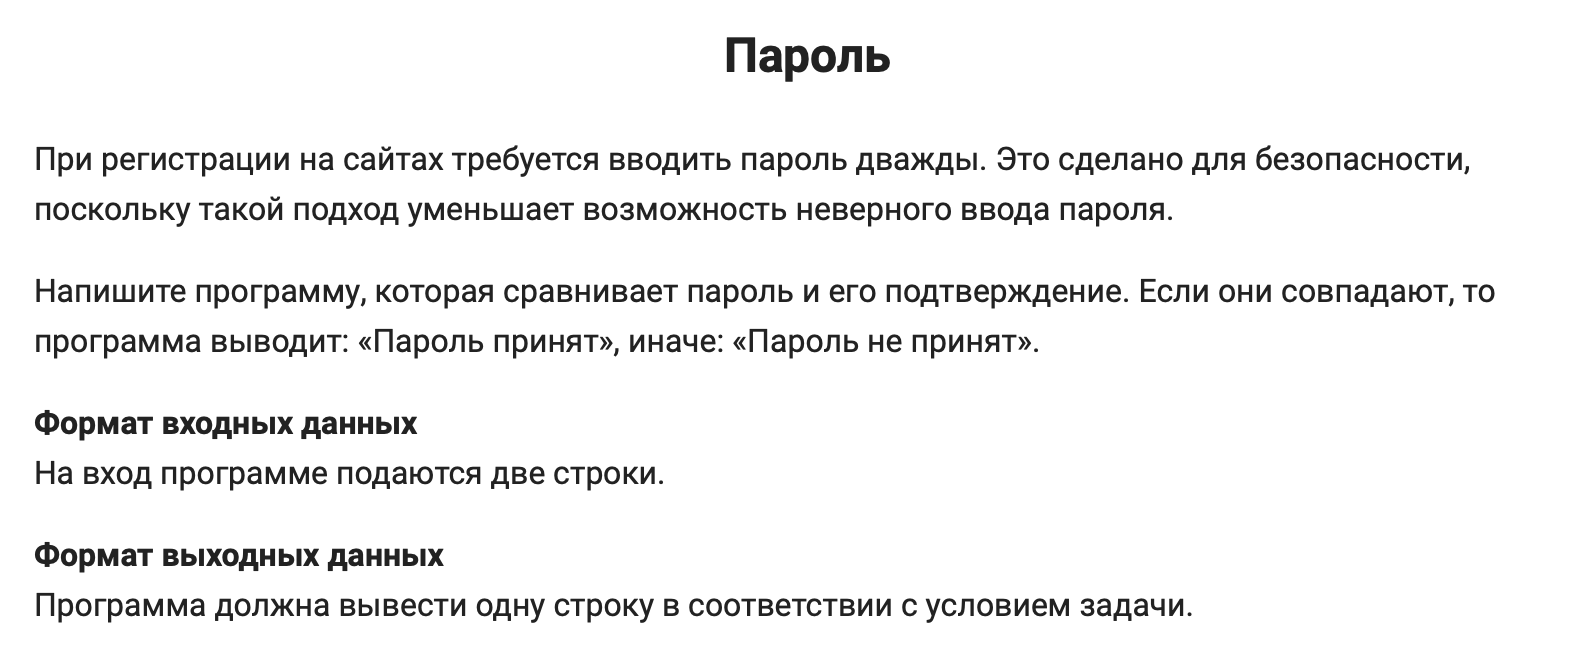 Пароль
При регистрации на сайтах требуется вводить пароль дважды. Это сделано для безопасности,
поскольку такой подход уменьшает возможность неверного ввода пароля.
Напишите программу, которая сравнивает пароль и его подтверждение. Если они совпадают, то
программа выводит: «Пароль принят», иначе: «Пароль не принят».
Формат входных данных
На вход программе подаются две строки.
Формат выходных данных
Программа должна вывести одну строку в соответствии с условием задачи.